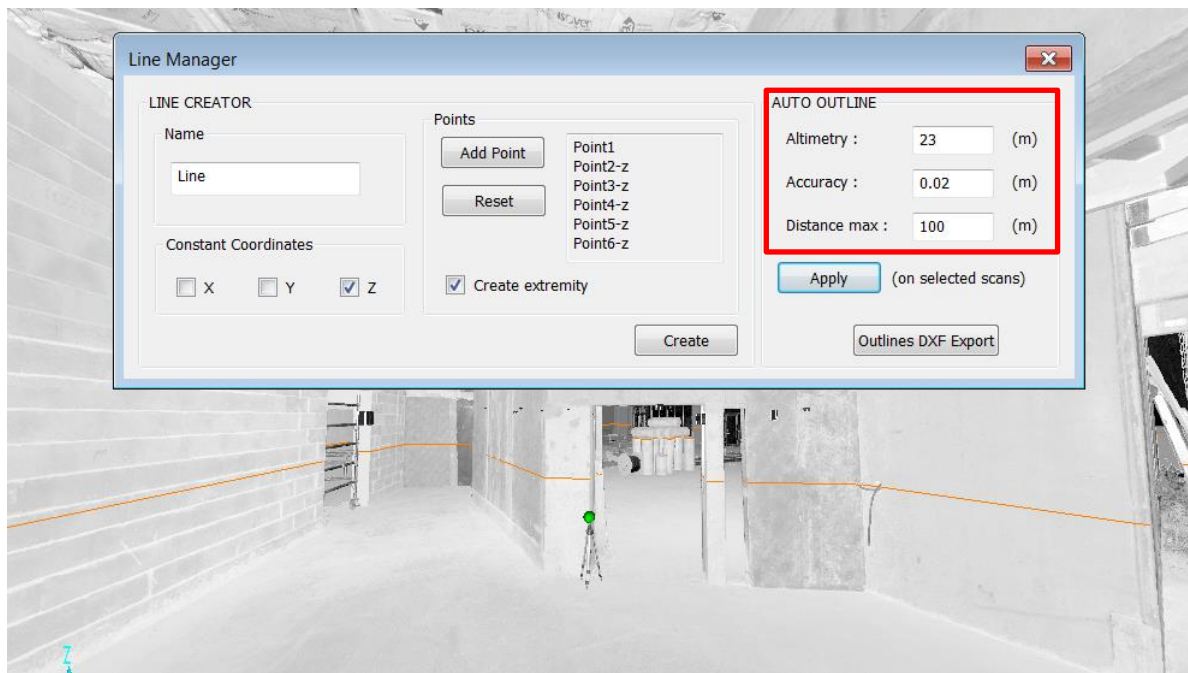 Line Manager
LINE CREATOR
Name
Line
Constant Coordinates
X
Y
Z
Points
Add Point
Reset
Point1
Point2-z
Point3-z
Point4-z
Point5-z
Point6-z
Create extremity
Create
AUTO OUTLINE
Altimetry : 23 (m)
Accuracy : 0.02 (m)
Distance max : 100 (m)
Apply (on selected scans)
Outlines DXF Export
Z